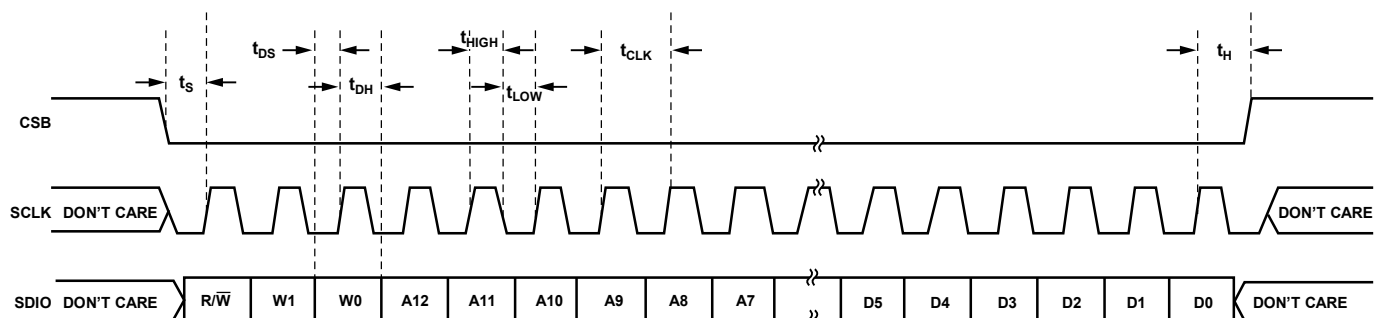 tDS tHIGH tCLK tH
tS tDH tLOW
CSB
SCLK DON'T CARE DON'T CARE
SDIO DON'T CARE R/W̅ W1 W0 A12 A11 A10 A9 A8 A7 D5 D4 D3 D2 D1 D0 DON'T CARE